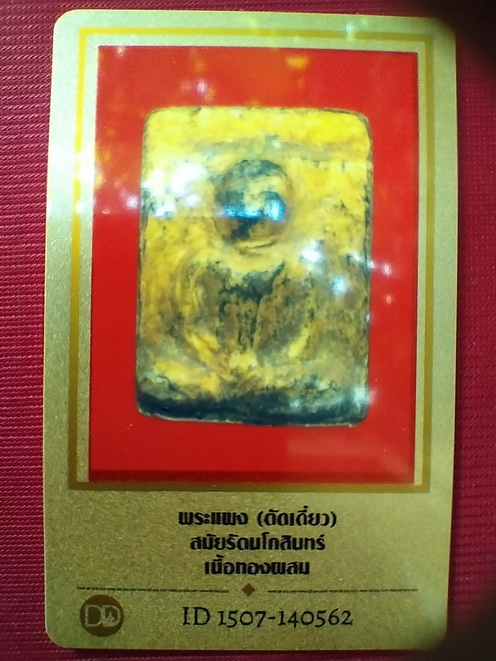 พระแผง (ตัดเดี่ยว)
สมัยรัตนโกสินทร์
เนื้อทองผสม
DD
ID 1507-140562